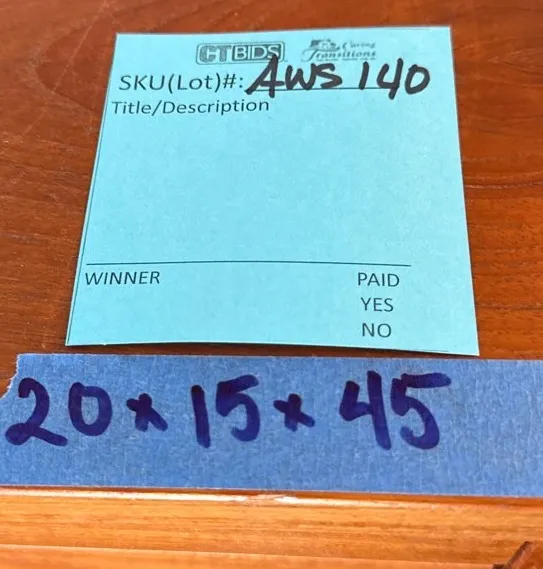 CTBIDS Caring Transitions
SKU(Lot)#: AWS 140
Title/Description
WINNER PAID
YES
NO
20 x 15 x 45